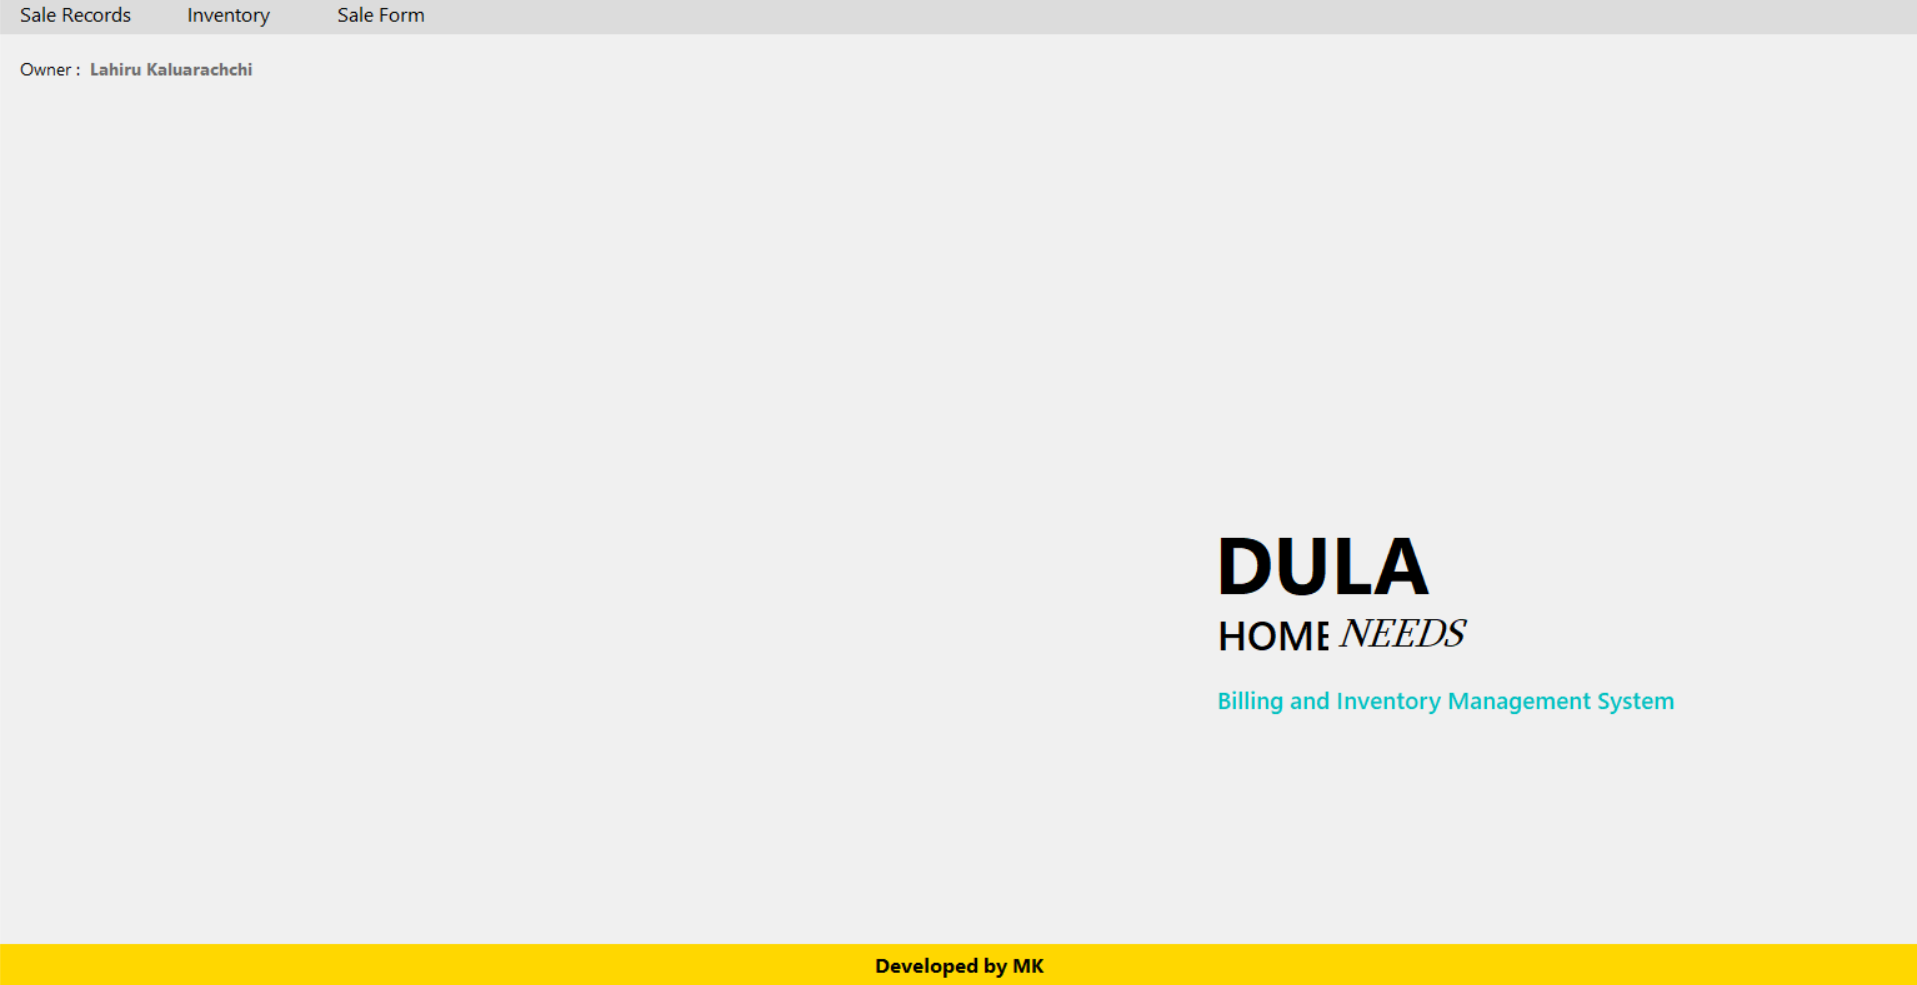 Sale Records Inventory Sale Form
Owner : Lahiru Kaluarachchi
DULA
HOME NEEDS
Billing and Inventory Management System
Developed by MK